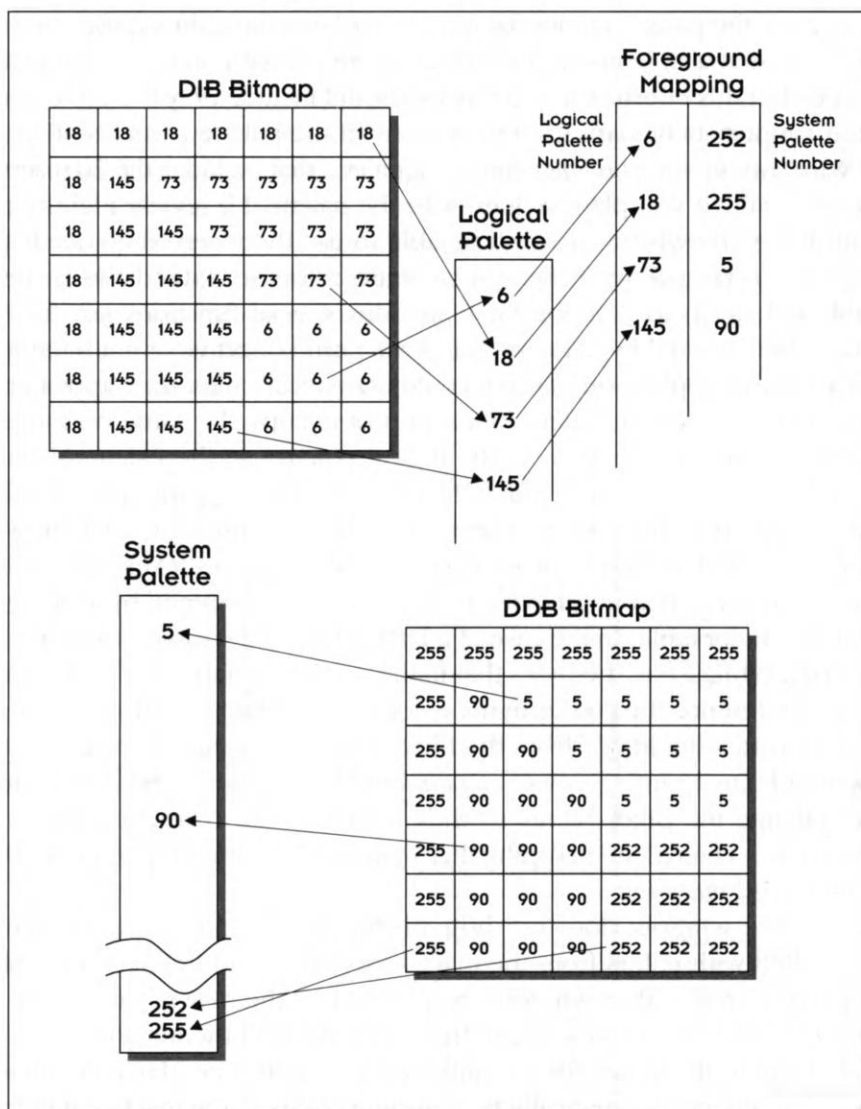 DIB Bitmap
18 18 18 18 18 18 18
18 145 73 73 73 73 73
18 145 145 73 73 73 73
18 145 145 145 73 73 73
18 145 145 145 6 6 6
18 145 145 145 6 6 6
18 145 145 145 6 6 6
Logical
Palette
6
18
73
145
Foreground
Mapping
Logical
Palette
Number
System
Palette
Number
6 252
18 255
73 5
145 90
System
Palette
5
90
252
255
DDB Bitmap
255 255 255 255 255 255 255
255 90 5 5 5 5 5
255 90 90 5 5 5 5
255 90 90 90 5 5 5
255 90 90 90 252 252 252
255 90 90 90 252 252 252
255 90 90 90 252 252 252